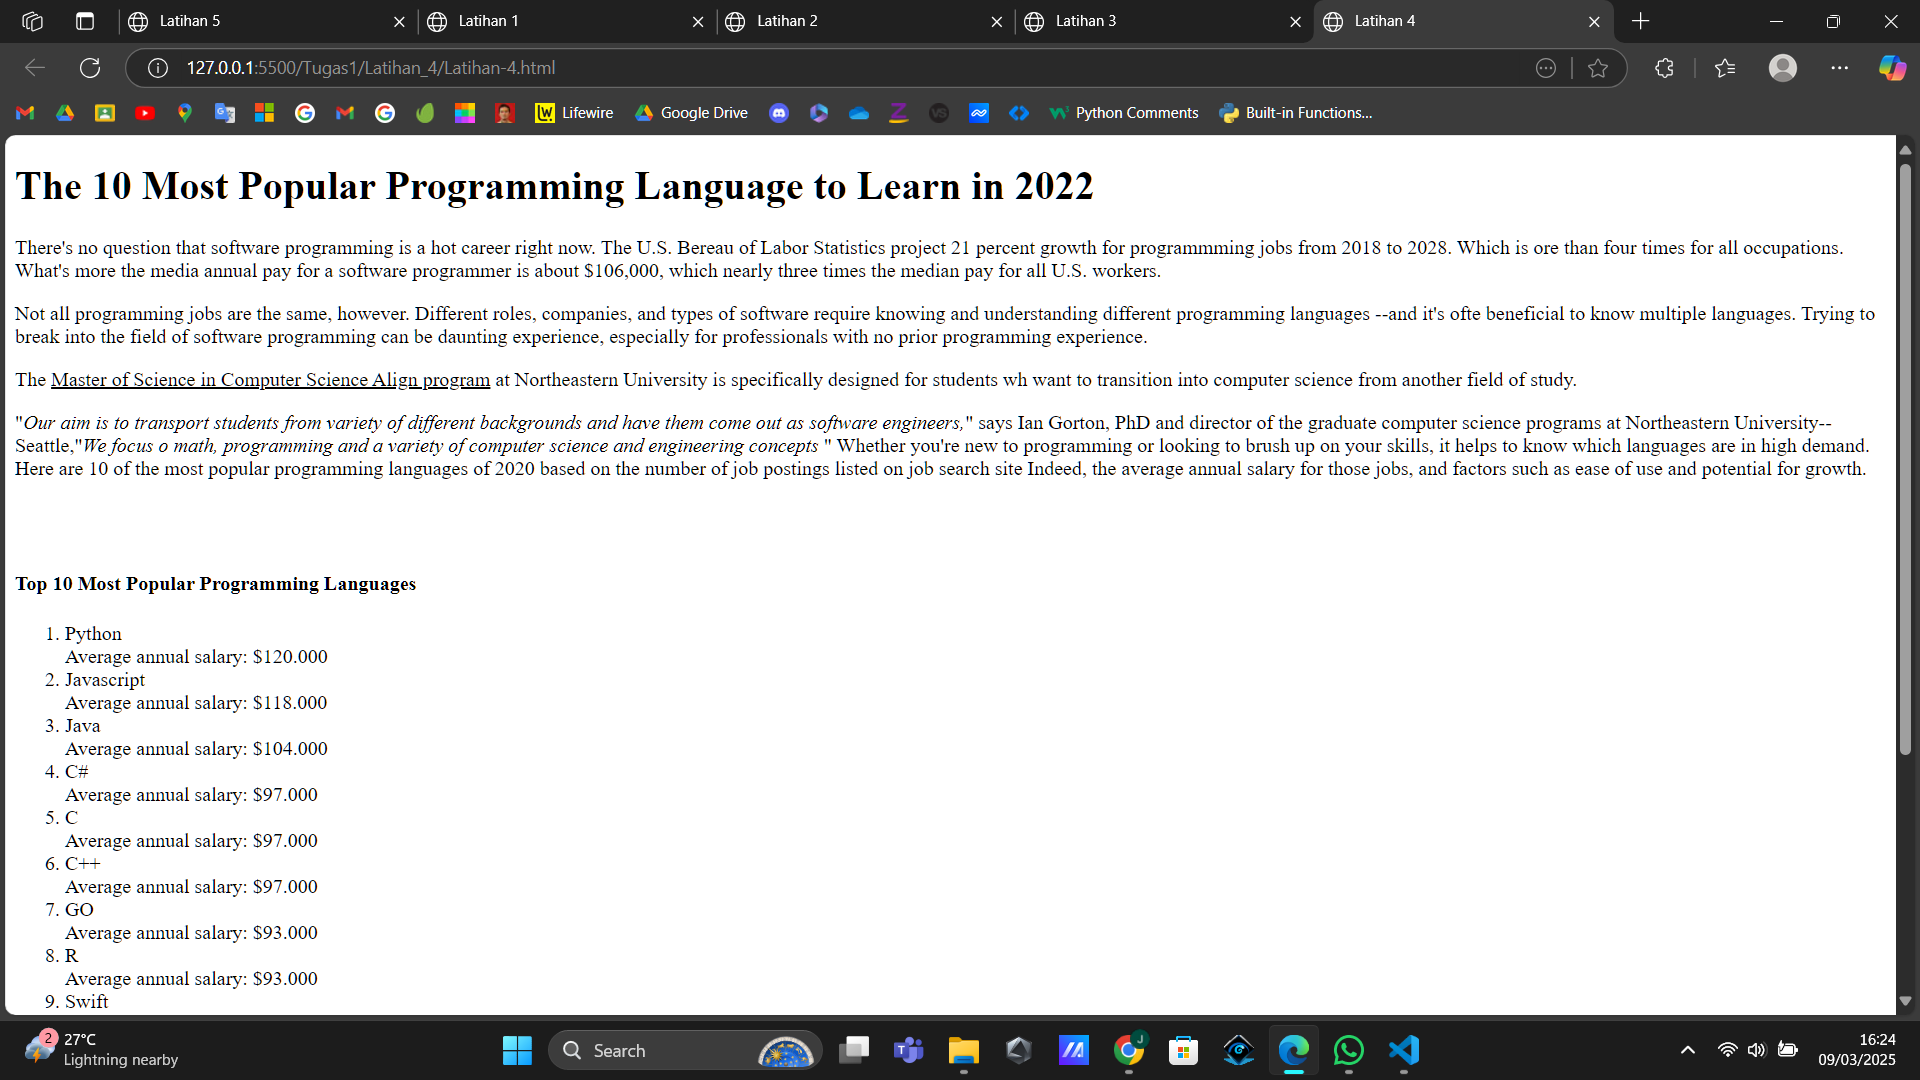 Latihan 5
Latihan 1
Latihan 2
Latihan 3
Latihan 4
127.0.0.1:5500/Tugas1/Latihan_4/Latihan-4.html
Lifewire
Google Drive
Python Comments
Built-in Functions...
The 10 Most Popular Programming Language to Learn in 2022
There's no question that software programming is a hot career right now. The U.S. Bereau of Labor Statistics project 21 percent growth for programmming jobs from 2018 to 2028. Which is ore than four times for all occupations.
What's more the media annual pay for a software programmer is about $106,000, which nearly three times the median pay for all U.S. workers.
Not all programming jobs are the same, however. Different roles, companies, and types of software require knowing and understanding different programming languages --and it's ofte beneficial to know multiple languages. Trying to
break into the field of software programming can be daunting experience, especially for professionals with no prior programming experience.
The Master of Science in Computer Science Align program at Northeastern University is specifically designed for students wh want to transition into computer science from another field of study.
"Our aim is to transport students from variety of different backgrounds and have them come out as software engineers," says Ian Gorton, PhD and director of the graduate computer science programs at Northeastern University--
Seattle,"We focus o math, programming and a variety of computer science and engineering concepts " Whether you're new to programming or looking to brush up on your skills, it helps to know which languages are in high demand.
Here are 10 of the most popular programming languages of 2020 based on the number of job postings listed on job search site Indeed, the average annual salary for those jobs, and factors such as ease of use and potential for growth.
Top 10 Most Popular Programming Languages
1. Python
Average annual salary: $120.000
2. Javascript
Average annual salary: $118.000
3. Java
Average annual salary: $104.000
4. C#
Average annual salary: $97.000
5. C
Average annual salary: $97.000
6. C++
Average annual salary: $97.000
7. GO
Average annual salary: $93.000
8. R
Average annual salary: $93.000
9. Swift
2
27°C
Lightning nearby
Search
16:24
09/03/2025